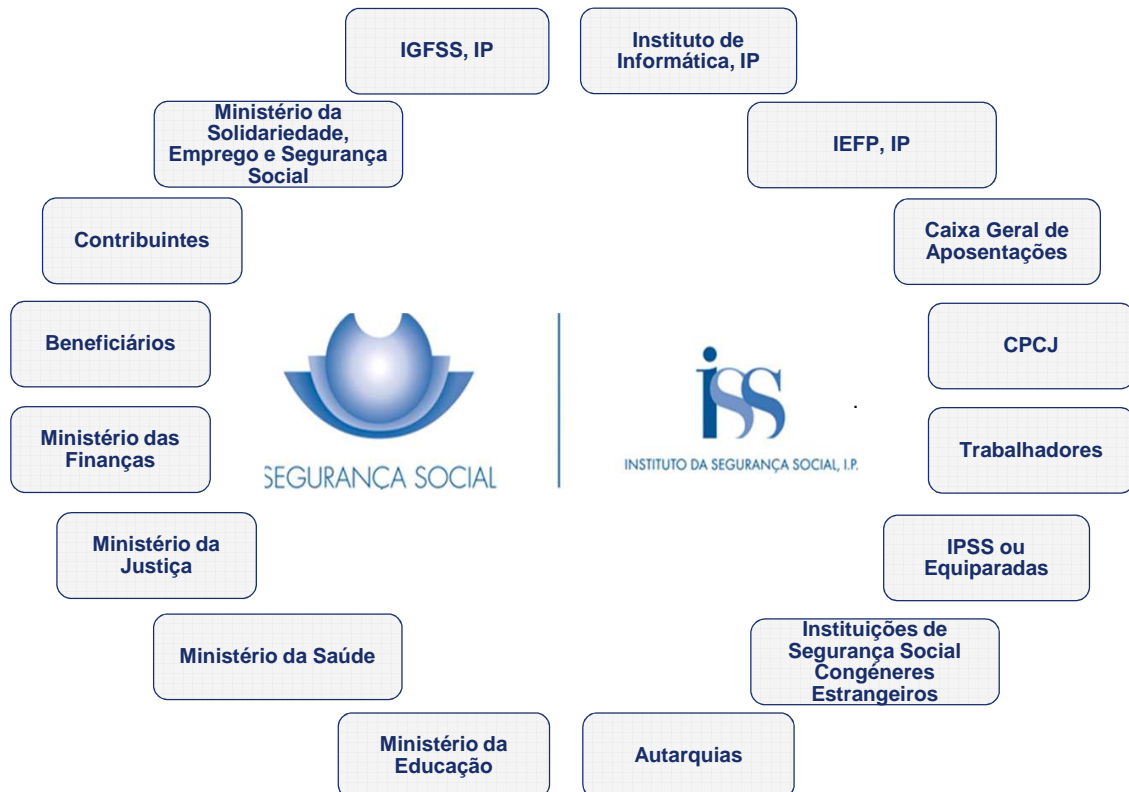 IGFSS, IP
Instituto de
Informática, IP
Ministério da
Solidariedade,
Emprego e Segurança
Social
IEFP, IP
Contribuintes
Caixa Geral de
Aposentações
Beneficiários
CPCJ
SEGURANÇA SOCIAL
iss
INSTITUTO DA SEGURANÇA SOCIAL, I.P.
.
Ministério das
Finanças
Trabalhadores
Ministério da
Justiça
IPSS ou
Equiparadas
Ministério da Saúde
Instituições de
Segurança Social
Congéneres
Estrangeiros
Ministério da
Educação
Autarquias